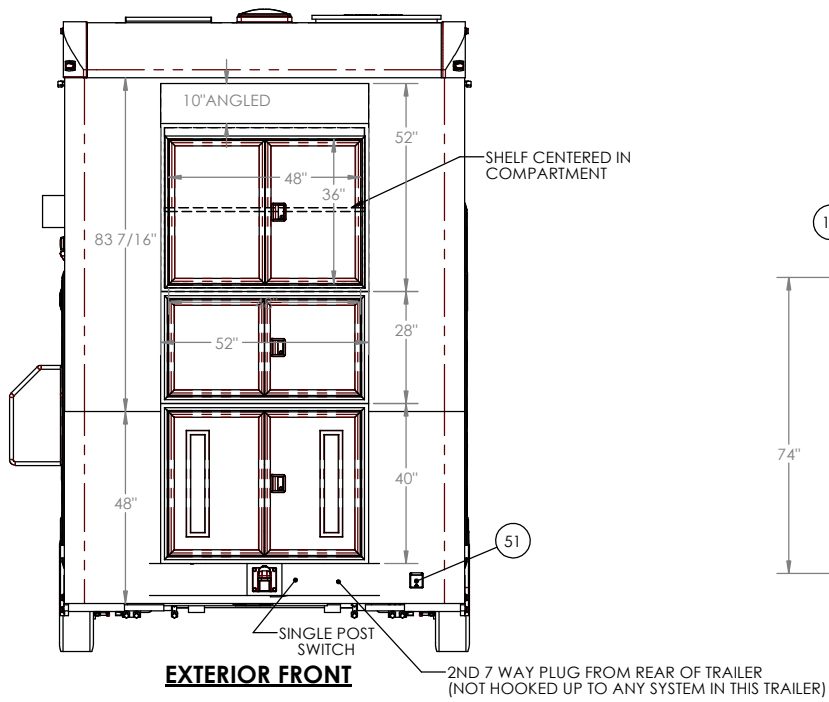 10"ANGLED
52"
SHELF CENTERED IN
COMPARTMENT
48"
36"
83 7/16"
1
28"
52"
74"
48"
40"
51
SINGLE POST
SWITCH
EXTERIOR FRONT
2ND 7 WAY PLUG FROM REAR OF TRAILER
(NOT HOOKED UP TO ANY SYSTEM IN THIS TRAILER)